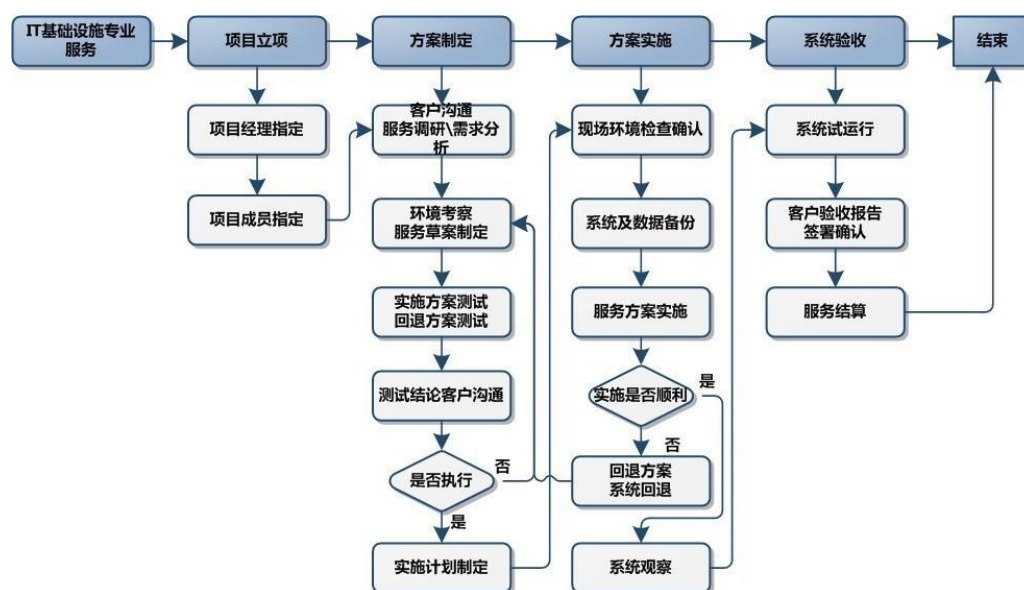 IT基础设施专业
服务
项目立项
方案制定
方案实施
系统验收
结束
项目经理指定
项目成员指定
客户沟通
服务调研\需求分
析
环境考察
服务草案制定
实施方案测试
回退方案测试
测试结论客户沟通
是否执行
否
是
实施计划制定
现场环境检查确认
系统及数据备份
服务方案实施
实施是否顺利
是
否
回退方案
系统回退
系统观察
系统试运行
客户验收报告
签署确认
服务结算